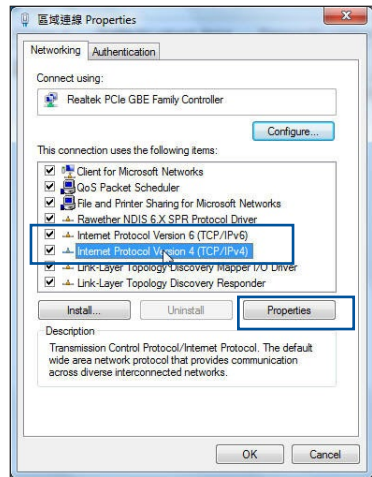 區域連線 Properties
Networking Authentication
Connect using:
Realtek PCIe GBE Family Controller
Configure...
This connection uses the following items:
Client for Microsoft Networks
QoS Packet Scheduler
File and Printer Sharing for Microsoft Networks
Rawether NDIS 6.X SPR Protocol Driver
Internet Protocol Version 6 (TCP/IPv6)
Internet Protocol Version 4 (TCP/IPv4)
Link-Layer Topology Discovery Mapper I/O Driver
Link-Layer Topology Discovery Responder
Install... Uninstall Properties
Description
Transmission Control Protocol/Internet Protocol. The default
wide area network protocol that provides communication
across diverse interconnected networks.
OK Cancel